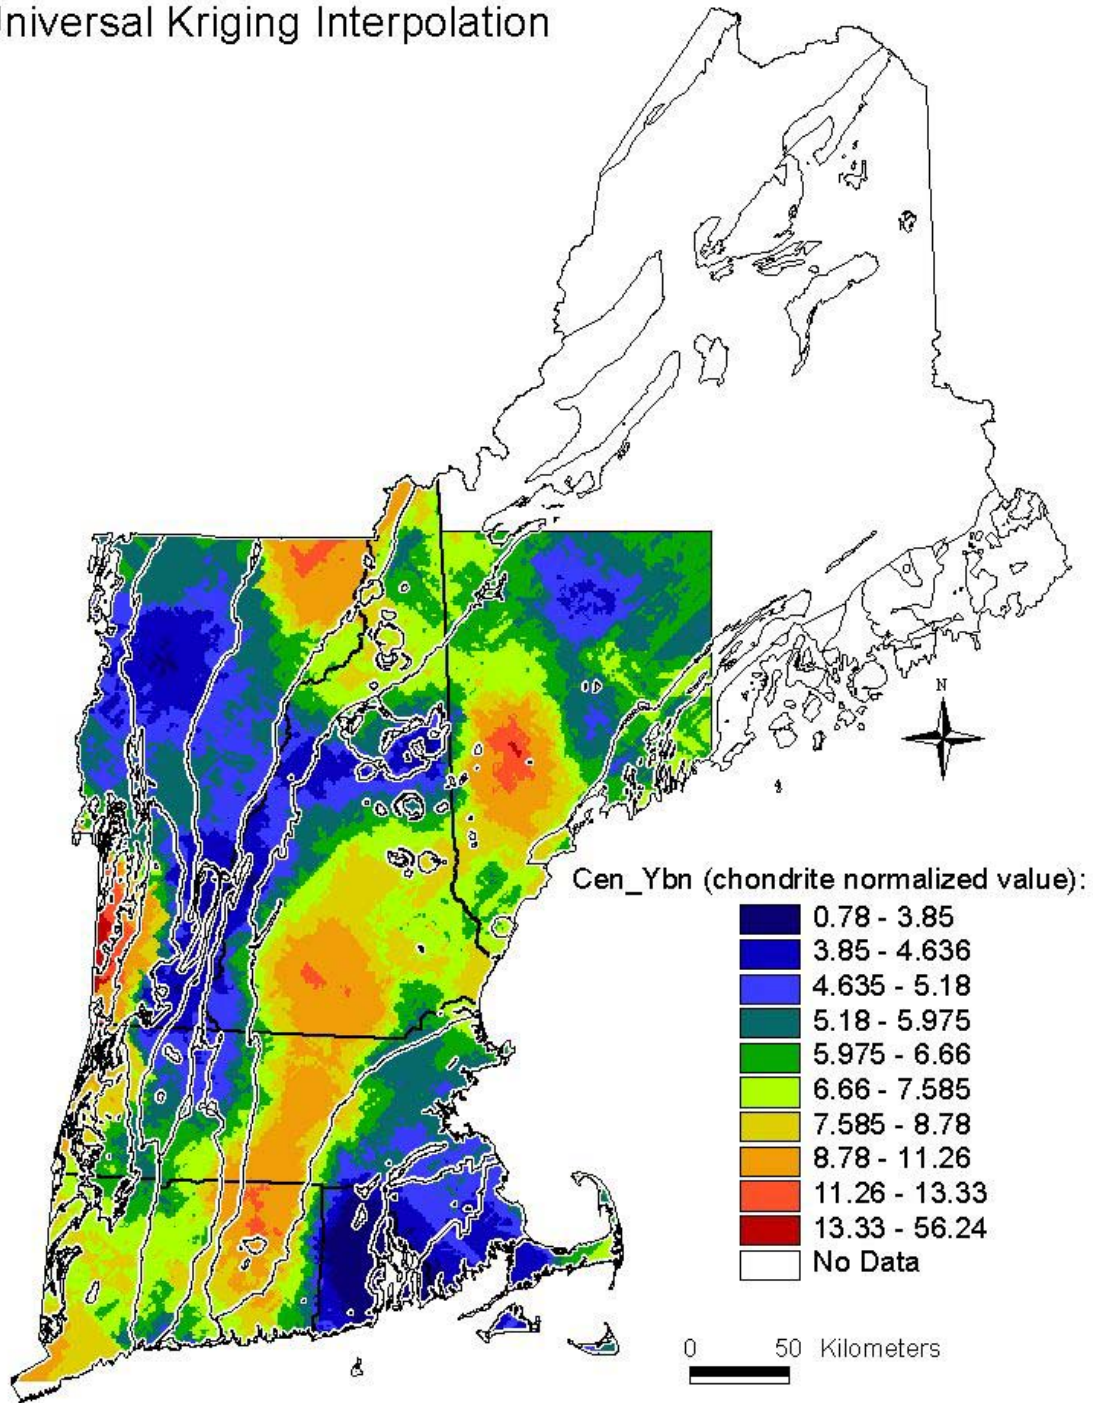 niversal Kriging Interpolation
N
Cen_Ybn (chondrite normalized value):
0.78 - 3.85
3.85 - 4.636
4.635 - 5.18
5.18 - 5.975
5.975 - 6.66
6.66 - 7.585
7.585 - 8.78
8.78 - 11.26
11.26 - 13.33
13.33 - 56.24
No Data
0 50 Kilometers